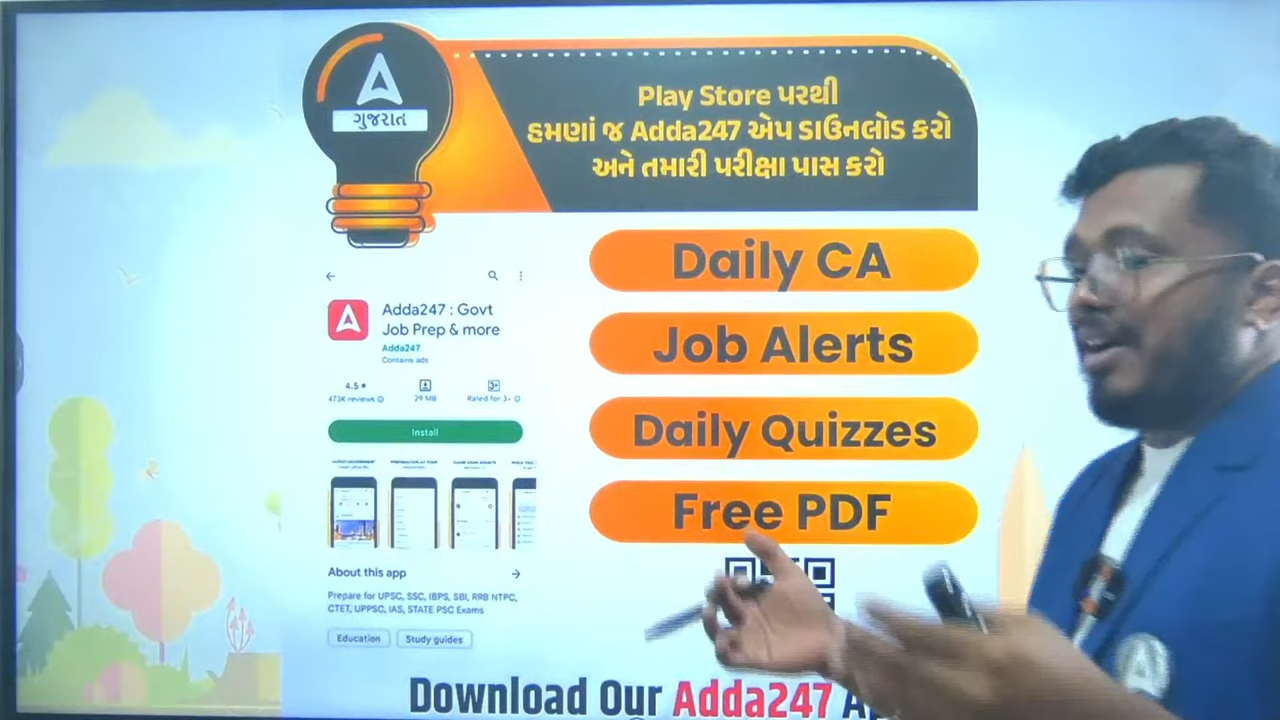 ગુજરાત
Play Store પરથી
હમણાં જ Adda247 એપ ડાઉનલોડ કરો
અને તમારી પરીક્ષા પાસ કરો
Daily CA
Job Alerts
Daily Quizzes
Free PDF
Adda247 : Govt
Job Prep & more
Adda247
Contains ads
4.5★
473K reviews
29 MB
3+
Rated for 3+
Install
About this app
Prepare for UPSC, SSC, IBPS, SBI, RRB NTPC,
CTET, UPPSC, IAS, STATE PSC Exams
Education
Study guides
Download Our Adda247